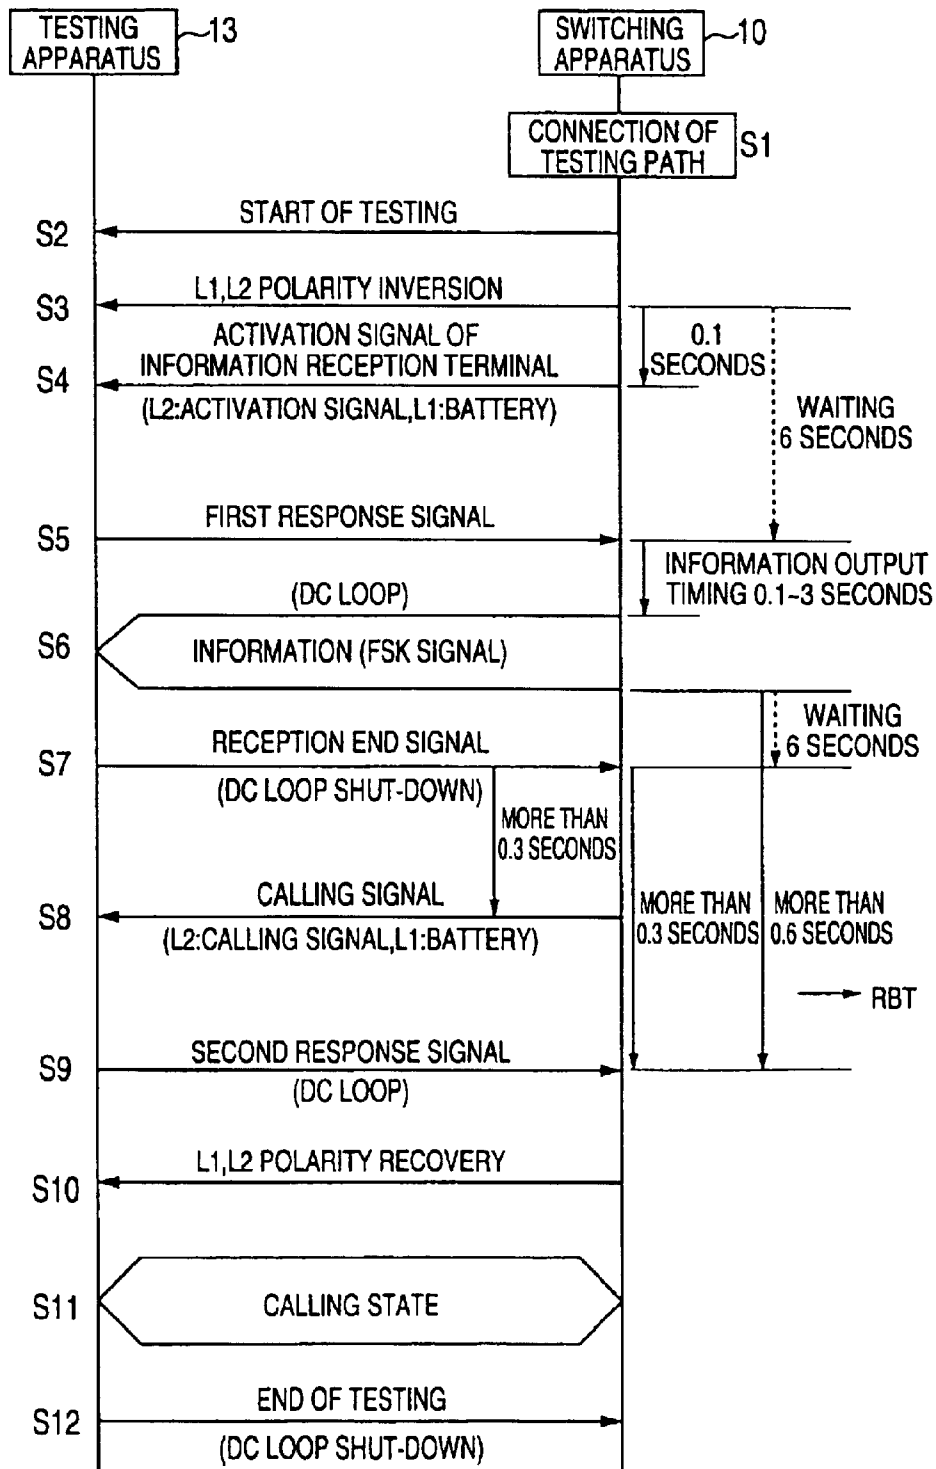 TESTING
APPARATUS
13
SWITCHING
APPARATUS
10
CONNECTION OF
TESTING PATH
S1
START OF TESTING
S2
L1,L2 POLARITY INVERSION
S3
ACTIVATION SIGNAL OF
INFORMATION RECEPTION TERMINAL
S4
(L2:ACTIVATION SIGNAL,L1:BATTERY)
0.1
SECONDS
WAITING
6 SECONDS
FIRST RESPONSE SIGNAL
S5
(DC LOOP)
INFORMATION OUTPUT
TIMING 0.1~3 SECONDS
S6
INFORMATION (FSK SIGNAL)
WAITING
6 SECONDS
RECEPTION END SIGNAL
S7
(DC LOOP SHUT-DOWN)
MORE THAN
0.3 SECONDS
CALLING SIGNAL
S8
(L2:CALLING SIGNAL,L1:BATTERY)
MORE THAN
0.3 SECONDS
MORE THAN
0.6 SECONDS
RBT
SECOND RESPONSE SIGNAL
S9
(DC LOOP)
L1,L2 POLARITY RECOVERY
S10
S11
CALLING STATE
END OF TESTING
S12
(DC LOOP SHUT-DOWN)